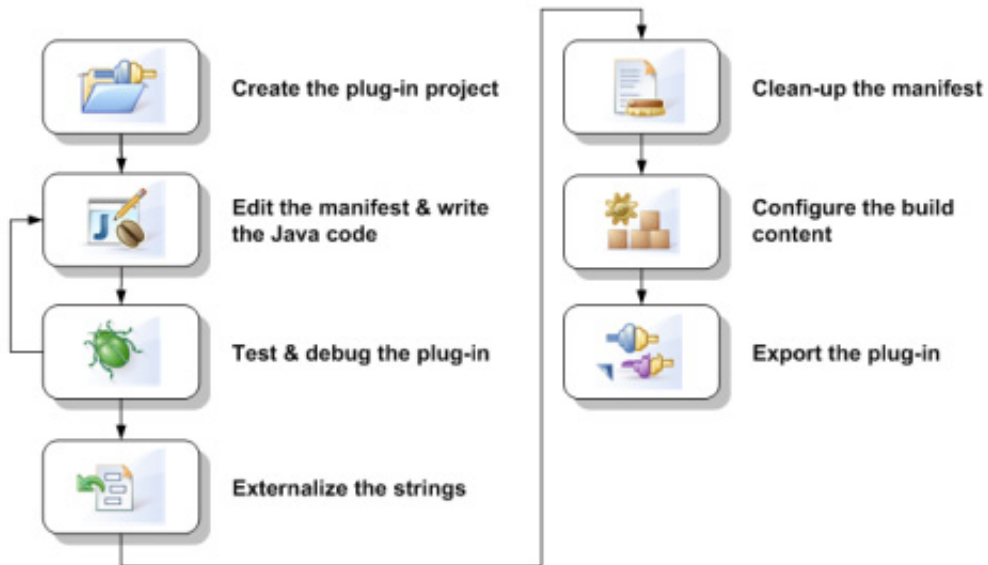 Create the plug-in project
Edit the manifest & write
the Java code
Test & debug the plug-in
Externalize the strings
Clean-up the manifest
Configure the build
content
Export the plug-in